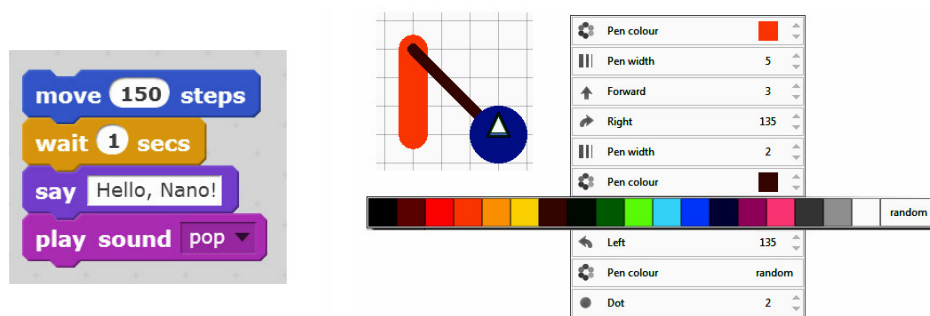 move 150 steps
wait 1 secs
say Hello, Nano!
play sound pop
Pen colour
Pen width 5
Forward 3
Right 135
Pen width 2
Pen colour
random
Left 135
Pen colour random
Dot 2